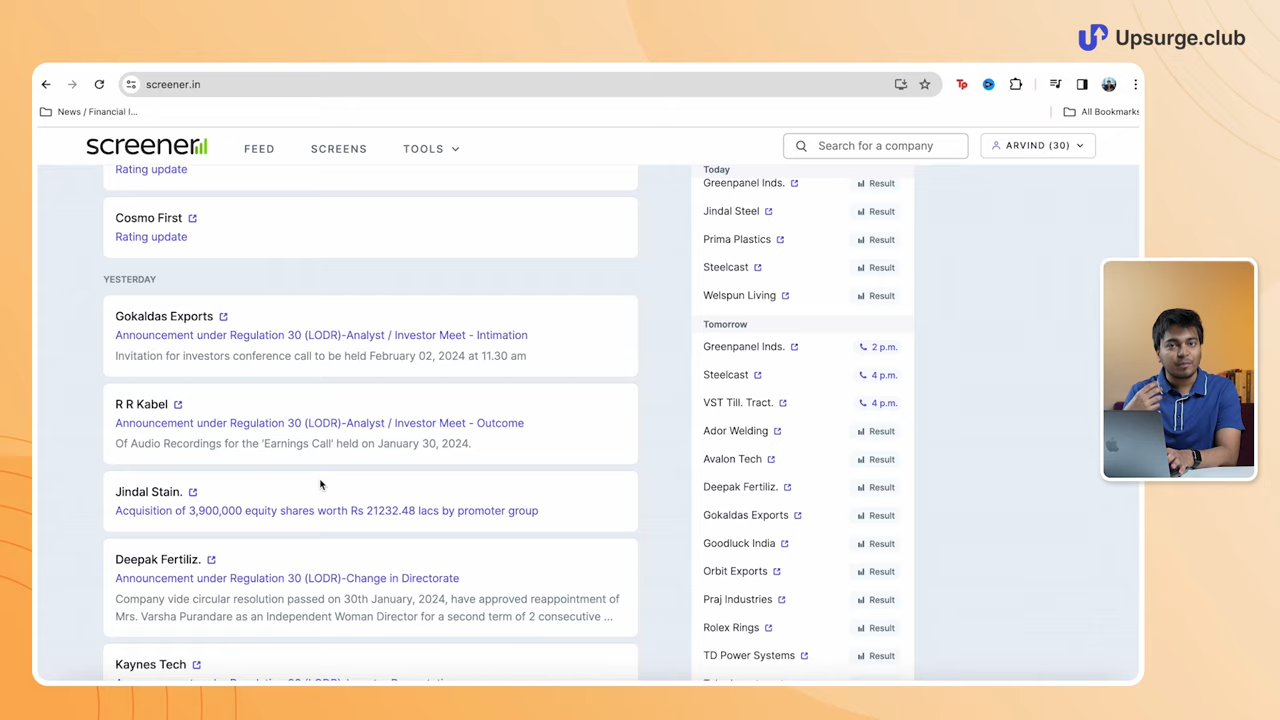 Upsurge.club
screener.in
News / Financial I...
All Bookmarks
screener
FEED
SCREENS
TOOLS
Search for a company
ARVIND (30)
Rating update
Cosmo First
Rating update
YESTERDAY
Gokaldas Exports
Announcement under Regulation 30 (LODR)-Analyst / Investor Meet - Intimation
Invitation for investors conference call to be held February 02, 2024 at 11.30 am
R R Kabel
Announcement under Regulation 30 (LODR)-Analyst / Investor Meet - Outcome
Of Audio Recordings for the 'Earnings Call' held on January 30, 2024.
Jindal Stain.
Acquisition of 3,900,000 equity shares worth Rs 21232.48 lacs by promoter group
Deepak Fertiliz.
Announcement under Regulation 30 (LODR)-Change in Directorate
Company vide circular resolution passed on 30th January, 2024, have approved reappointment of
Mrs. Varsha Purandare as an Independent Woman Director for a second term of 2 consecutive ...
Kaynes Tech
Today
Greenpanel Inds. Result
Jindal Steel Result
Prima Plastics Result
Steelcast Result
Welspun Living Result
Tomorrow
Greenpanel Inds. 2 p.m.
Steelcast 4 p.m.
VST Till. Tract. 4 p.m.
Ador Welding Result
Avalon Tech Result
Deepak Fertiliz. Result
Gokaldas Exports Result
Goodluck India Result
Orbit Exports Result
Praj Industries Result
Rolex Rings Result
TD Power Systems Result